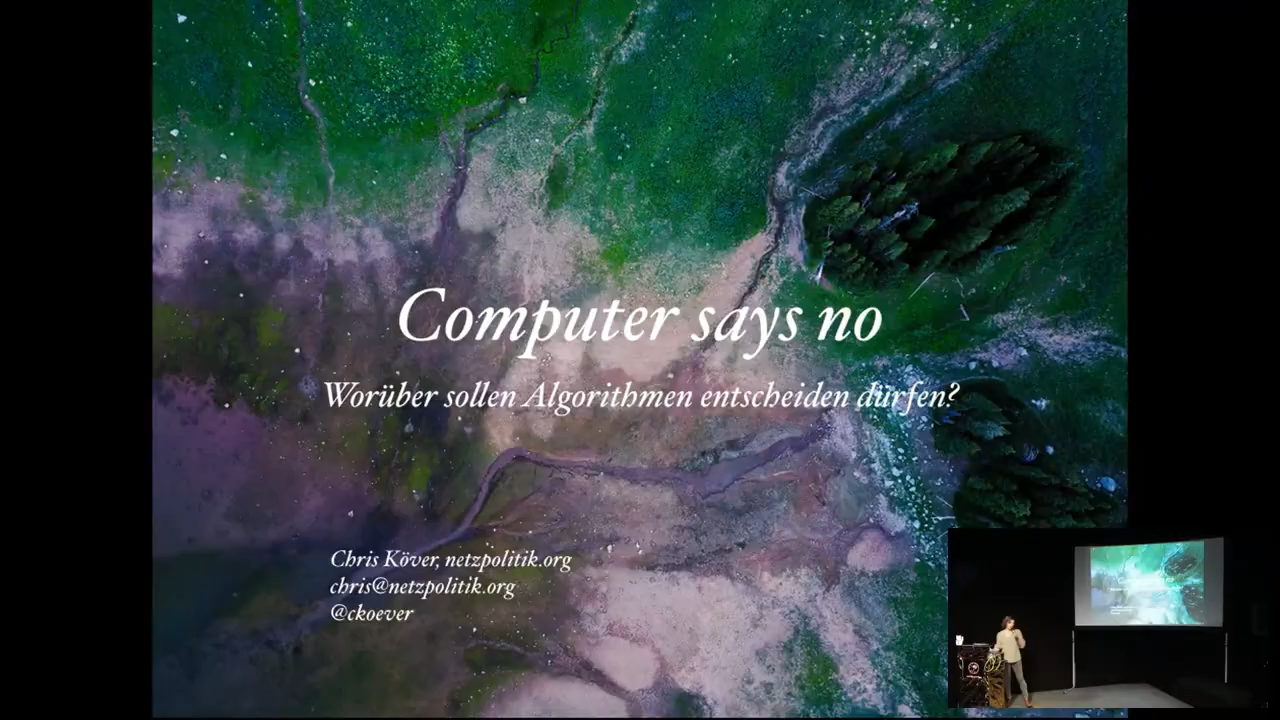 Computer says no
Worüber sollen Algorithmen entscheiden dürfen?
Chris Köver, netzpolitik.org
chris@netzpolitik.org
@ckoever